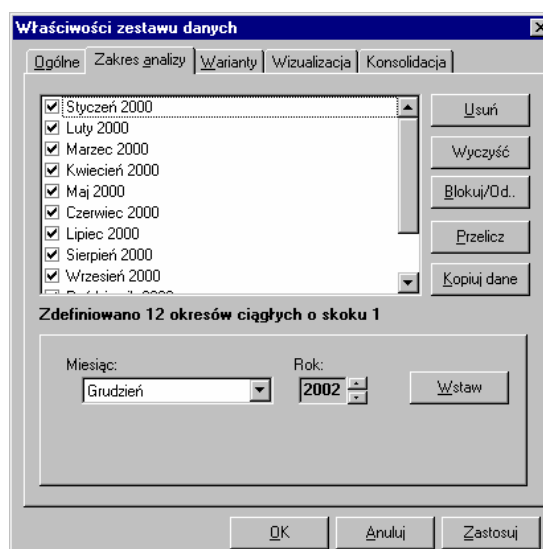 Właściwości zestawu danych
Ogólne Zakres analizy Warianty Wizualizacja Konsolidacja
Styczeń 2000
Luty 2000
Marzec 2000
Kwiecień 2000
Maj 2000
Czerwiec 2000
Lipiec 2000
Sierpień 2000
Wrzesień 2000
Usuń
Wyczyść
Blokuj/Od..
Przelicz
Kopiuj dane
Zdefiniowano 12 okresów ciągłych o skoku 1
Miesiąc: Rok:
Grudzień 2002 Wstaw
OK Anuluj Zastosuj